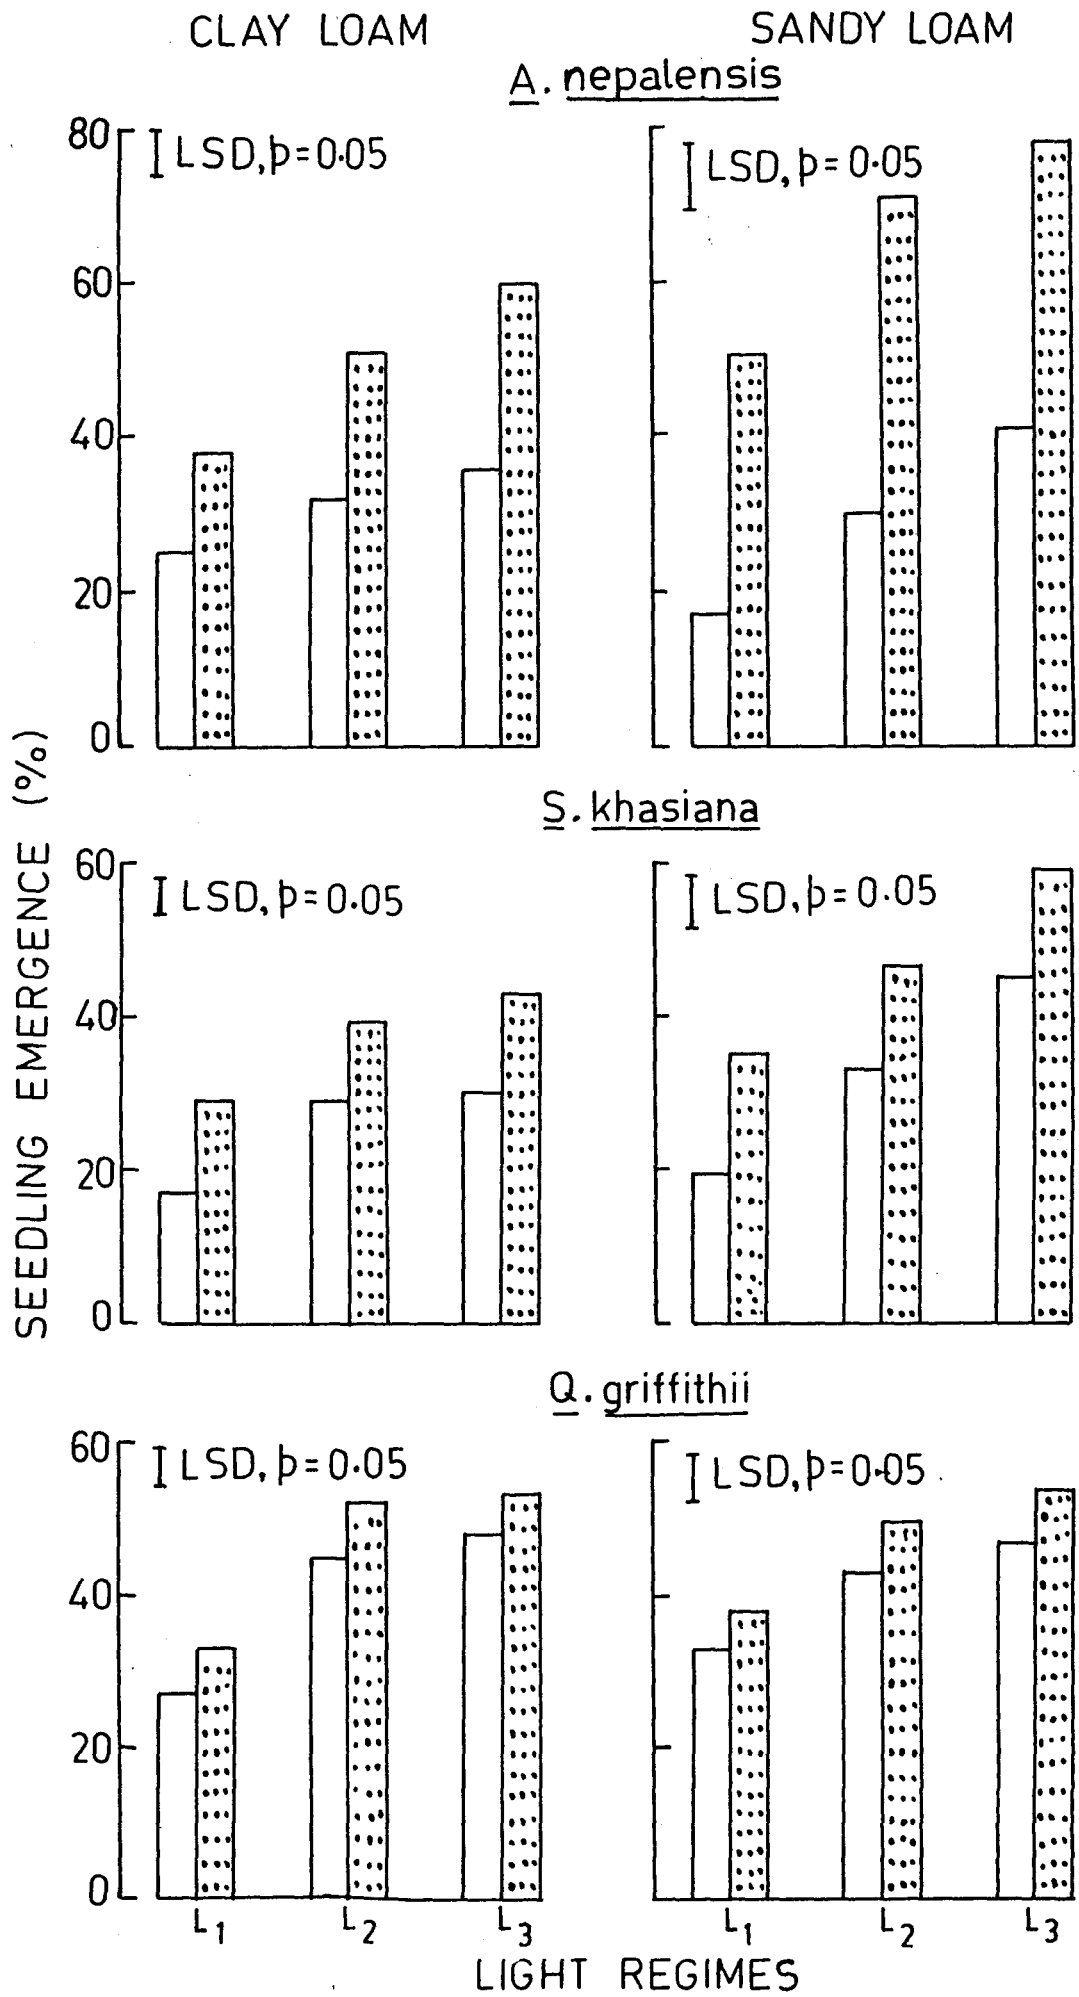 CLAY LOAM
SANDY LOAM
A. nepalensis
80
60
40
20
0
LSD, p=0.05
LSD, p=0.05
S. khasiana
60
40
20
0
LSD, p=0.05
LSD, p=0.05
Q. griffithii
60
40
20
0
LSD, p=0.05
LSD, p=0.05
L1
L2
L3
L1
L2
L3
LIGHT REGIMES
SEEDLING EMERGENCE (%)